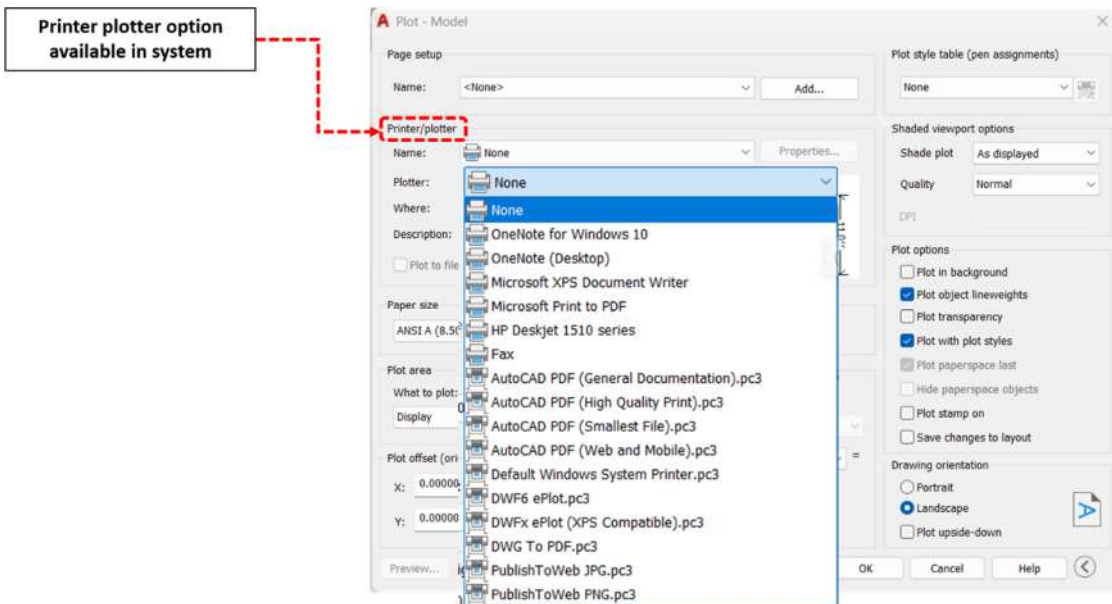 Printer plotter option
available in system
Plot - Model
Page setup
Name: <None> Add...
Printer/plotter
Name: None Properties...
Plotter: None
Where: None
Description: OneNote for Windows 10
OneNote (Desktop)
Plot to file
Microsoft XPS Document Writer
Microsoft Print to PDF
Paper size
ANSI A (8.50
HP Deskjet 1510 series
Fax
Plot area
What to plot:
Display
AutoCAD PDF (General Documentation).pc3
AutoCAD PDF (High Quality Print).pc3
AutoCAD PDF (Smallest File).pc3
AutoCAD PDF (Web and Mobile).pc3
Plot offset (ori
X: 0.00000
Y: 0.00000
Default Windows System Printer.pc3
DWF6 ePlot.pc3
DWFx ePlot (XPS Compatible).pc3
DWG To PDF.pc3
PublishToWeb JPG.pc3
PublishToWeb PNG.pc3
Preview...
Plot style table (pen assignments)
None
Shaded viewport options
Shade plot As displayed
Quality Normal
DPI
Plot options
Plot in background
Plot object lineweights
Plot transparency
Plot with plot styles
Plot paperspace last
Hide paperspace objects
Plot stamp on
Save changes to layout
Drawing orientation
Portrait
Landscape
A
Plot upside-down
OK Cancel Help